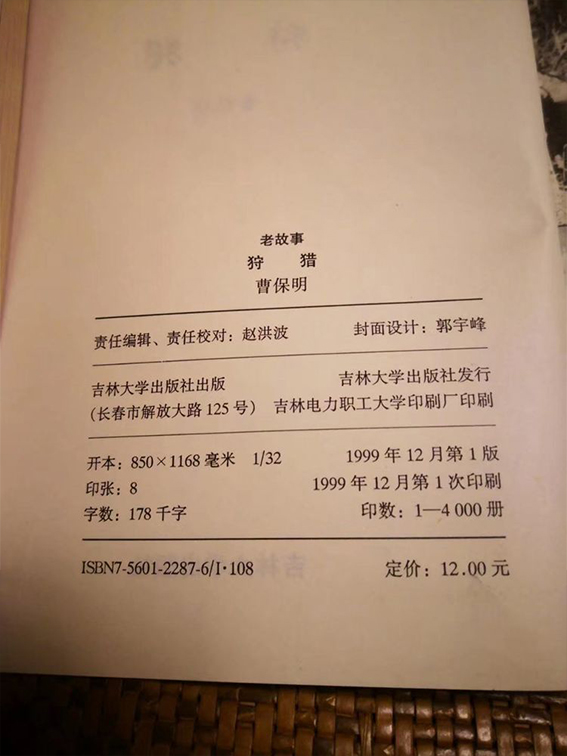 老故事
狩 猎
曹保明
责任编辑、责任校对：赵洪波 封面设计：郭宇峰
吉林大学出版社出版 吉林大学出版社发行
（长春市解放大路125号） 吉林电力职工大学印刷厂印刷
开本：850×1168毫米 1/32 1999年12月第1版
印张：8 1999年12月第1次印刷
字数：178千字 印数：1—4 000册
ISBN7-5601-2287-6/I·108 定价：12.00元